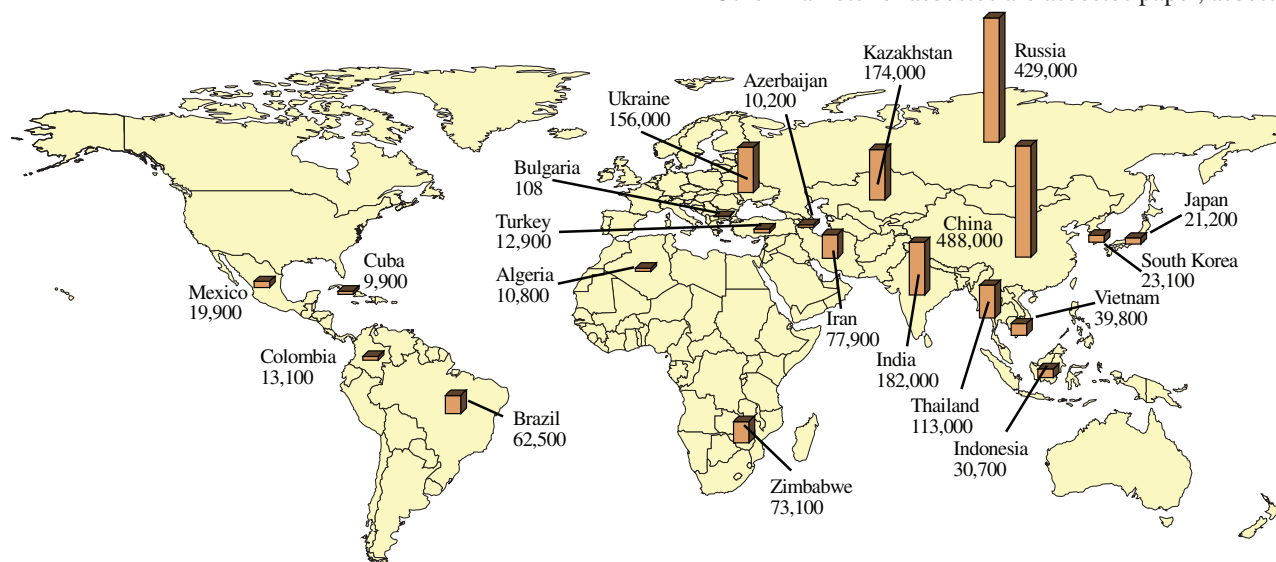 Kazakhstan
174,000
Russia
429,000
Azerbaijan
10,200
Ukraine
156,000
Bulgaria
108
Turkey
12,900
Algeria
10,800
Cuba
9,900
Mexico
19,900
Colombia
13,100
Brazil
62,500
China
488,000
Japan
21,200
South Korea
23,100
Vietnam
39,800
Iran
77,900
India
182,000
Thailand
113,000
Indonesia
30,700
Zimbabwe
73,100